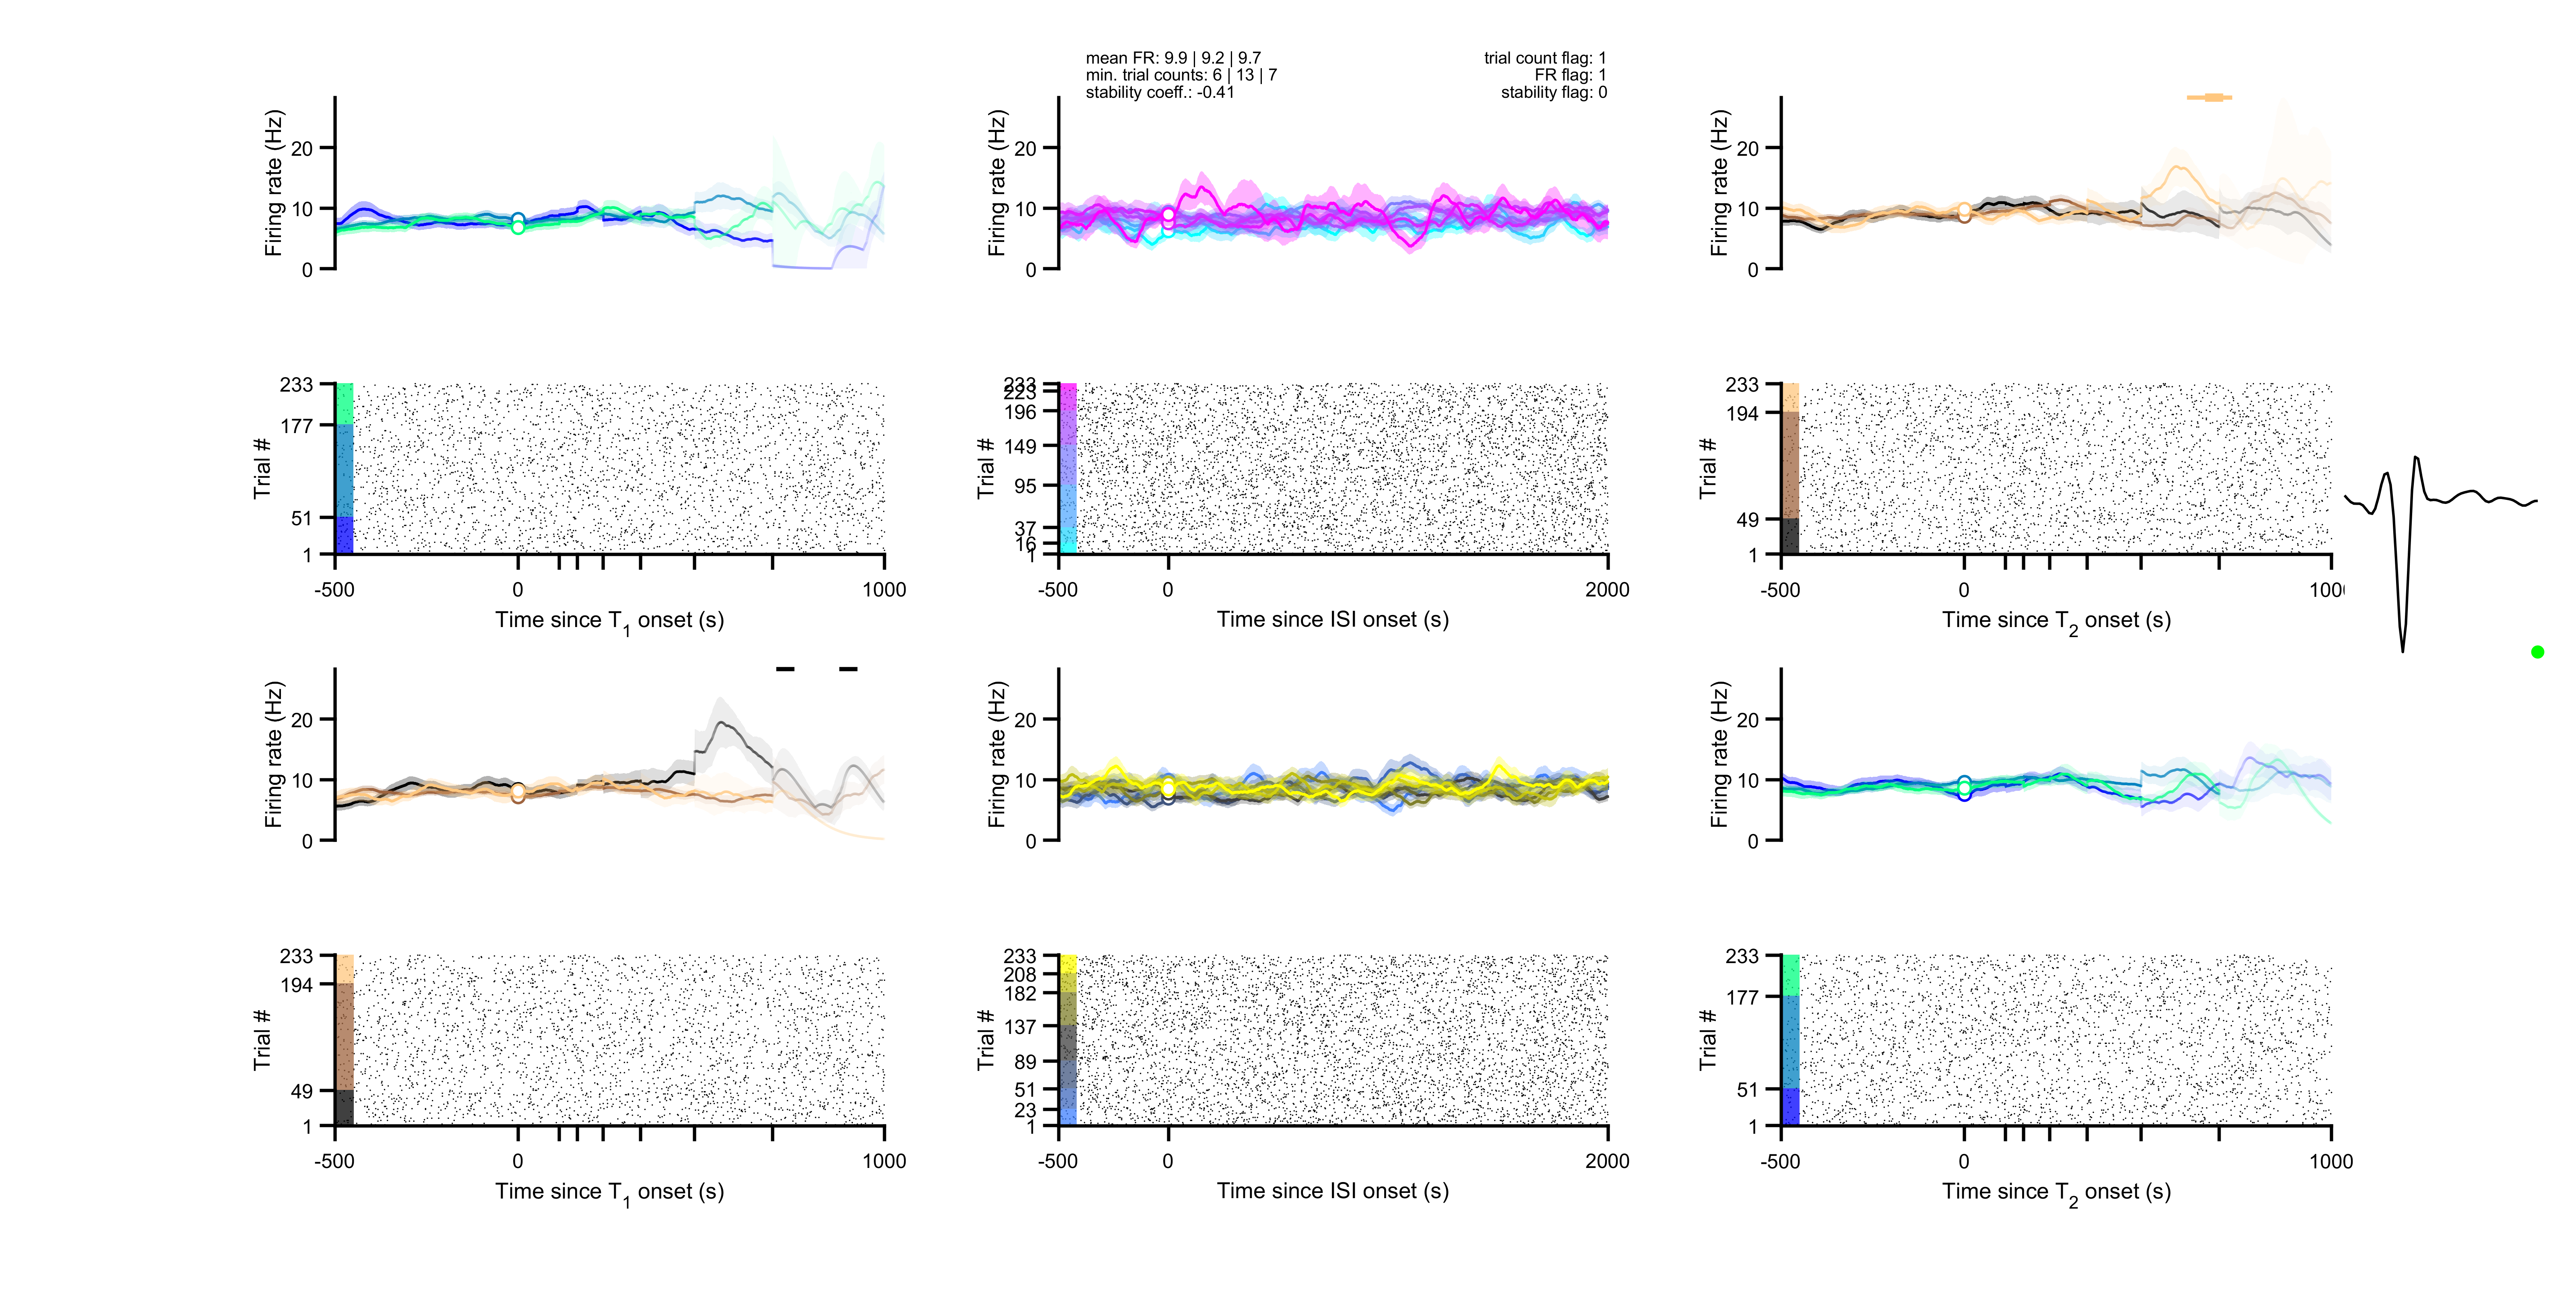 mean FR: 9.9 | 9.2 | 9.7
min. trial counts: 6 | 13 | 7
stability coeff.: -0.41
trial count flag: 1
FR flag: 1
stability flag: 0
Firing rate (Hz)
20
10
0
Firing rate (Hz)
20
10
0
Firing rate (Hz)
20
10
0
Trial #
233
177
51
1
-500
0
1000
Time since T1 onset (s)
Trial #
233
223
196
149
95
37
16
1
-500
0
2000
Time since ISI onset (s)
Trial #
233
194
49
1
-500
0
100
Time since T2 onset (s)
Firing rate (Hz)
20
10
0
Firing rate (Hz)
20
10
0
Firing rate (Hz)
20
10
0
Trial #
233
194
49
1
-500
0
1000
Time since T1 onset (s)
Trial #
233
208
182
137
89
51
23
1
-500
0
2000
Time since ISI onset (s)
Trial #
233
177
51
1
-500
0
1000
Time since T2 onset (s)